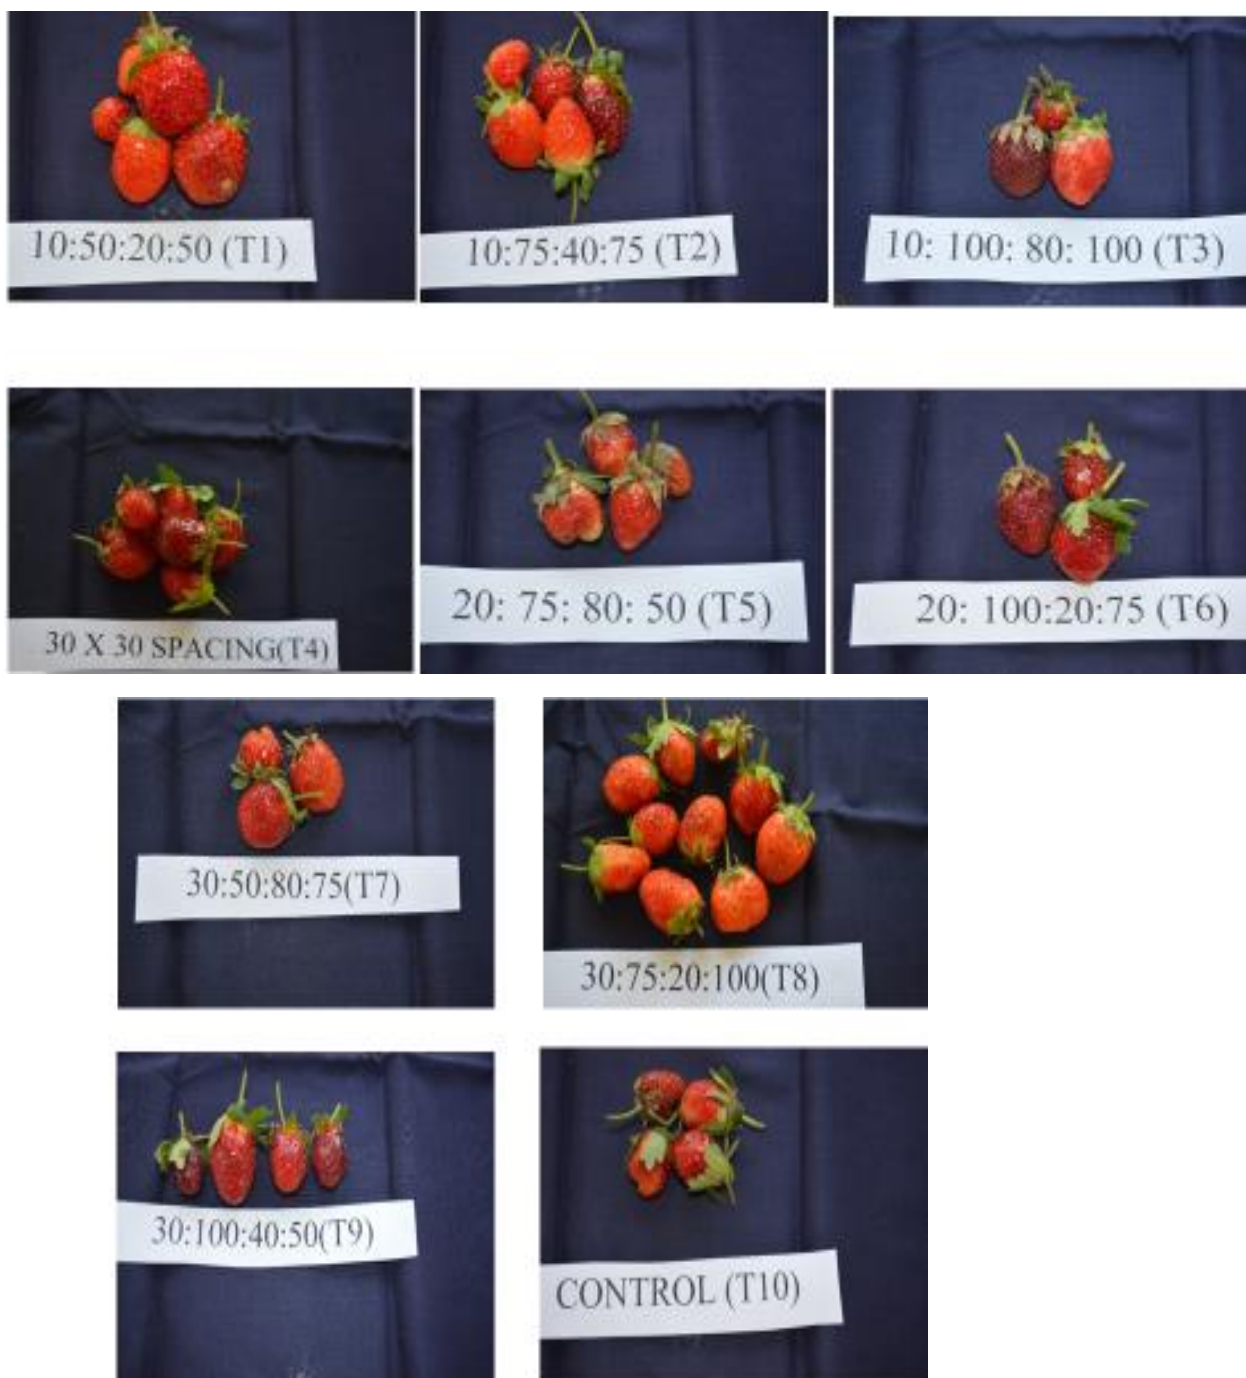 10:50:20:50 (T1)
10:75:40:75 (T2)
10: 100: 80: 100 (T3)
30 X 30 SPACING(T4)
20: 75: 80: 50 (T5)
20: 100:20:75 (T6)
30:50:80:75(T7)
30:75:20:100(T8)
30:100:40:50(T9)
CONTROL (T10)